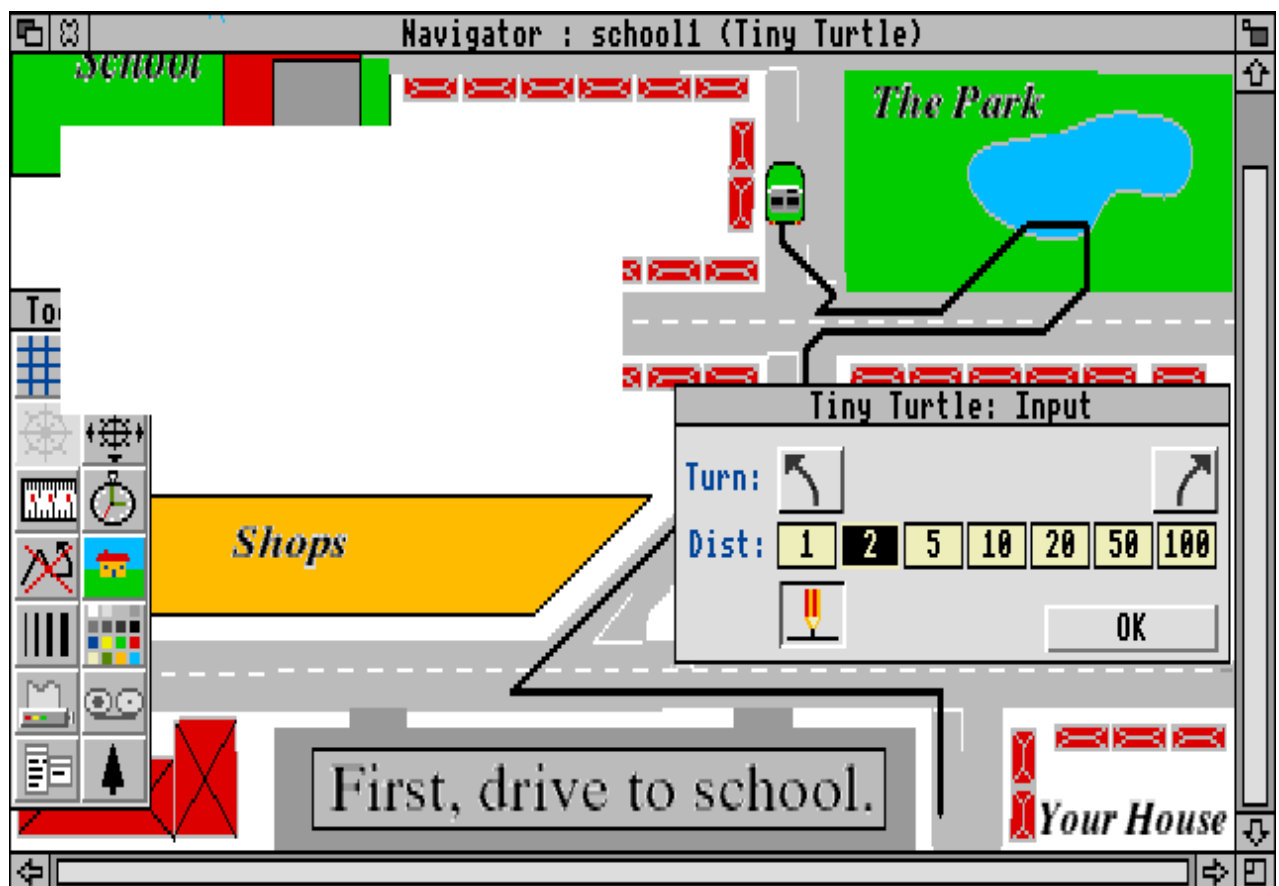 Navigator : school1 (Tiny Turtle)
School
The Park
To
Tiny Turtle: Input
Turn:
Dist: 1 2 5 10 20 50 100
OK
Shops
First, drive to school.
Your House